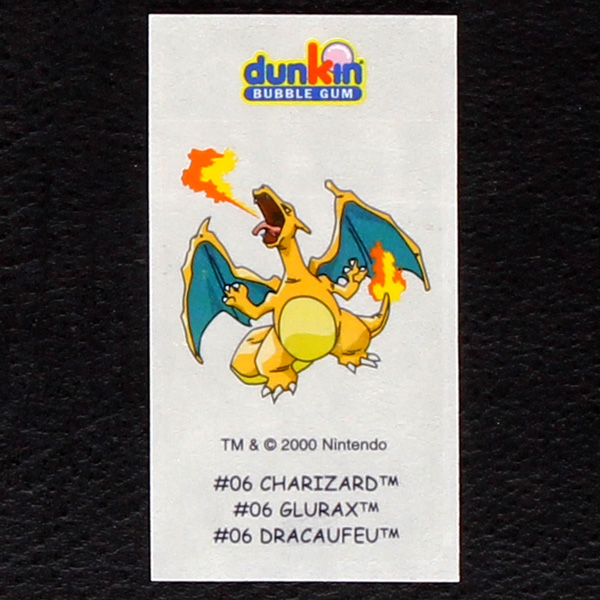 dunkin
BUBBLE GUM
TM & © 2000 Nintendo
#06 CHARIZARD™
#06 GLURAX™
#06 DRACAUFEU™